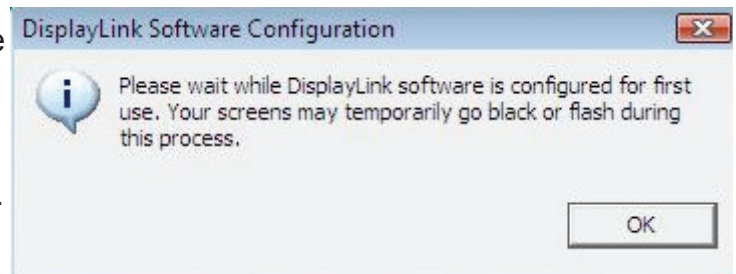 e
DisplayLink Software Configuration
Please wait while DisplayLink software is configured for first
use. Your screens may temporarily go black or flash during
this process.
.
OK